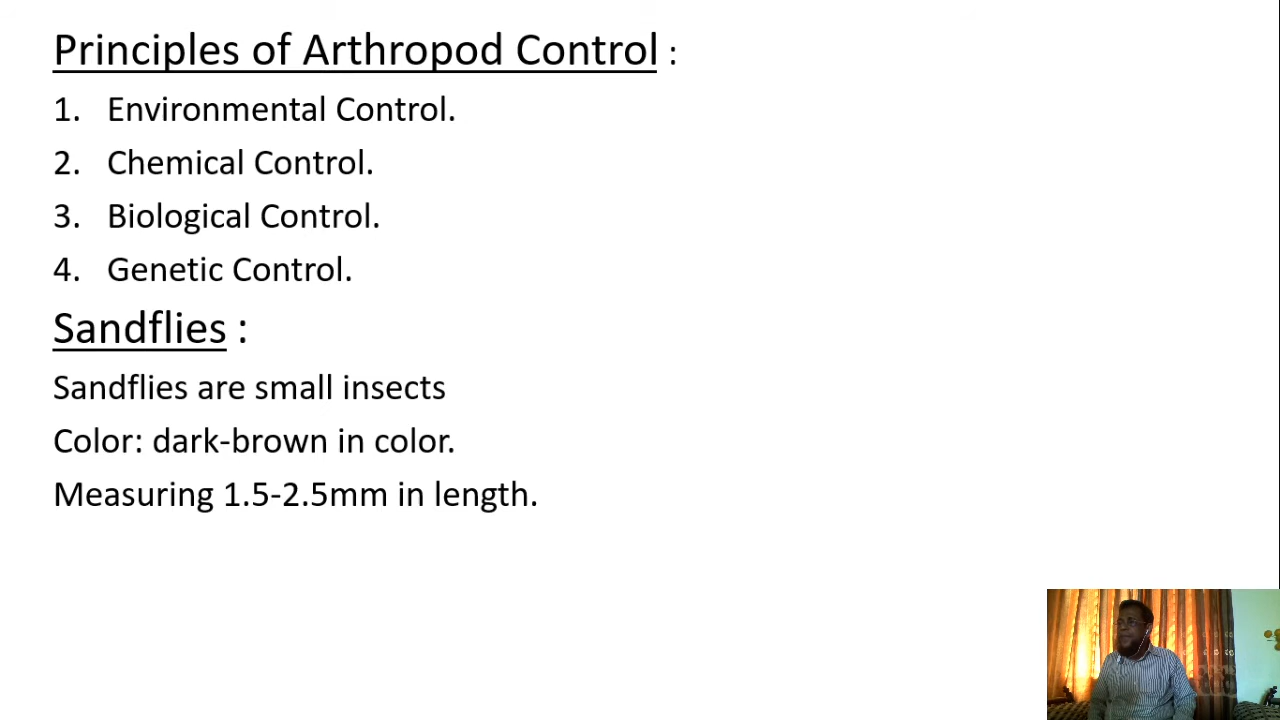 Principles of Arthropod Control :
1. Environmental Control.
2. Chemical Control.
3. Biological Control.
4. Genetic Control.
Sandflies :
Sandflies are small insects
Color: dark-brown in color.
Measuring 1.5-2.5mm in length.